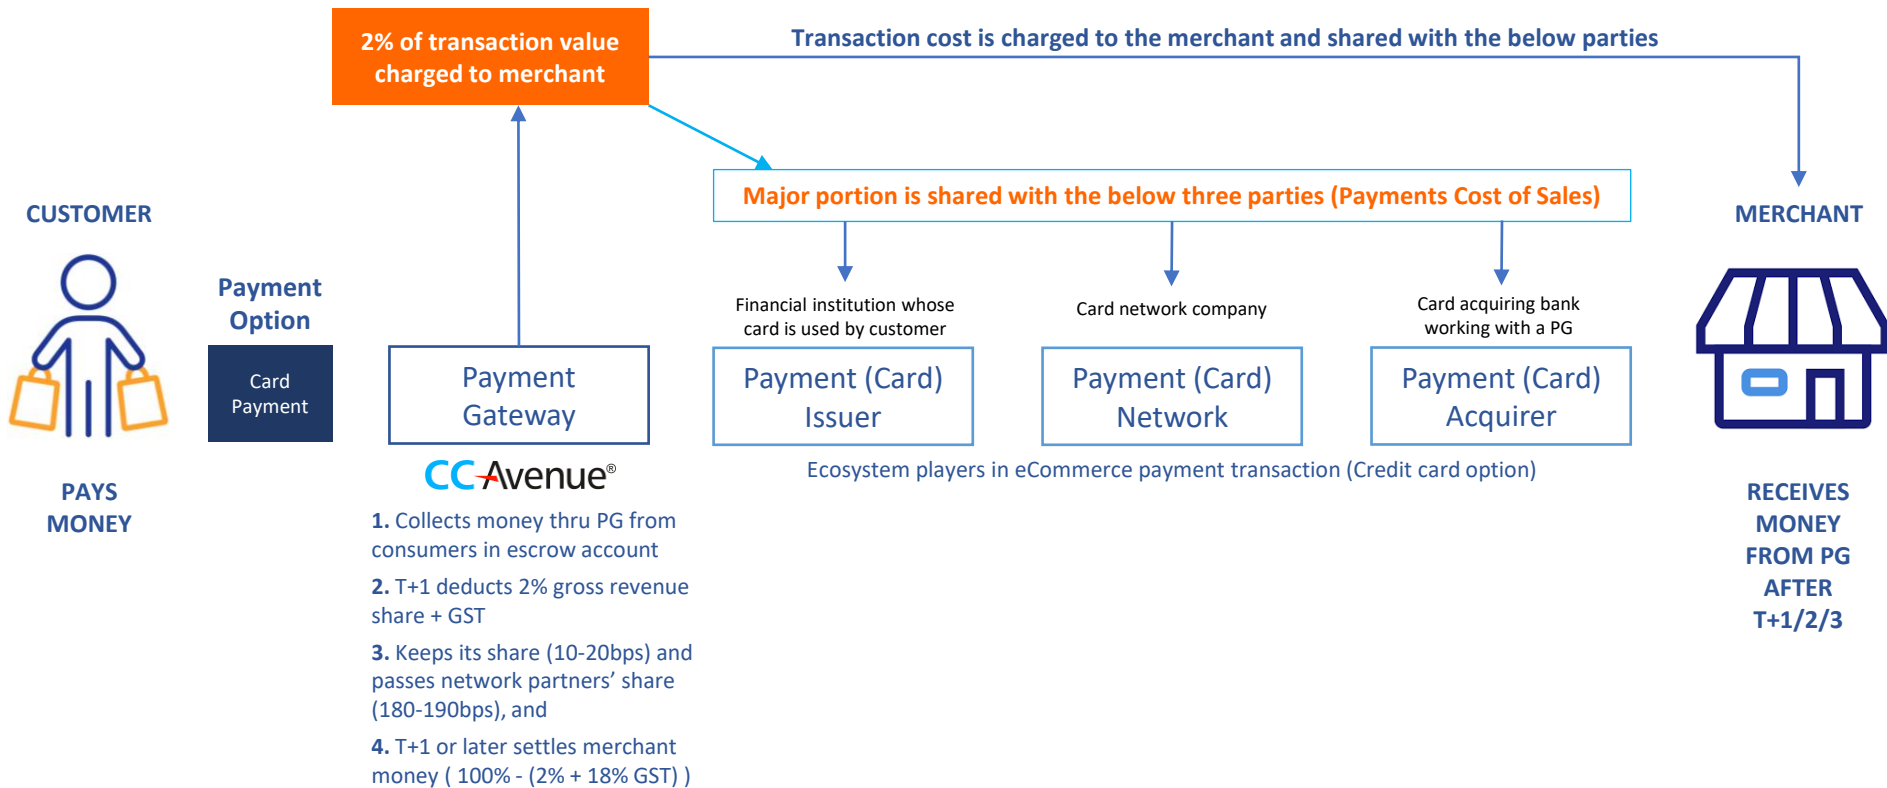 2% of transaction value
charged to merchant
Transaction cost is charged to the merchant and shared with the below parties
Major portion is shared with the below three parties (Payments Cost of Sales)
CUSTOMER
PAYS
MONEY
Payment
Option
Card
Payment
Payment
Gateway
CCAvenue®
1. Collects money thru PG from
consumers in escrow account
2. T+1 deducts 2% gross revenue
share + GST
3. Keeps its share (10-20bps) and
passes network partners’ share
(180-190bps), and
4. T+1 or later settles merchant
money ( 100% - (2% + 18% GST) )
Financial institution whose
card is used by customer
Payment (Card)
Issuer
Card network company
Payment (Card)
Network
Card acquiring bank
working with a PG
Payment (Card)
Acquirer
Ecosystem players in eCommerce payment transaction (Credit card option)
MERCHANT
RECEIVES
MONEY
FROM PG
AFTER
T+1/2/3